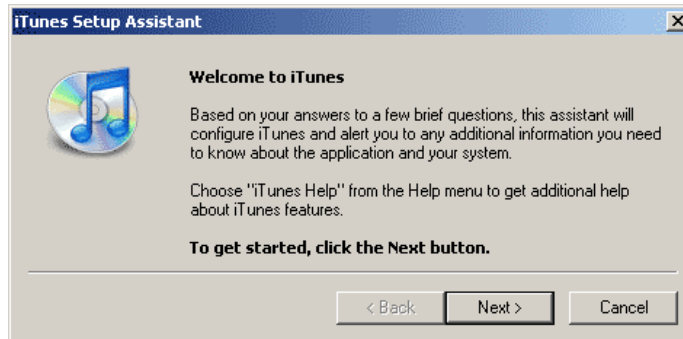 iTunes Setup Assistant
Welcome to iTunes
Based on your answers to a few brief questions, this assistant will
configure iTunes and alert you to any additional information you need
to know about the application and your system.
Choose "iTunes Help" from the Help menu to get additional help
about iTunes features.
To get started, click the Next button.
< Back
Next >
Cancel